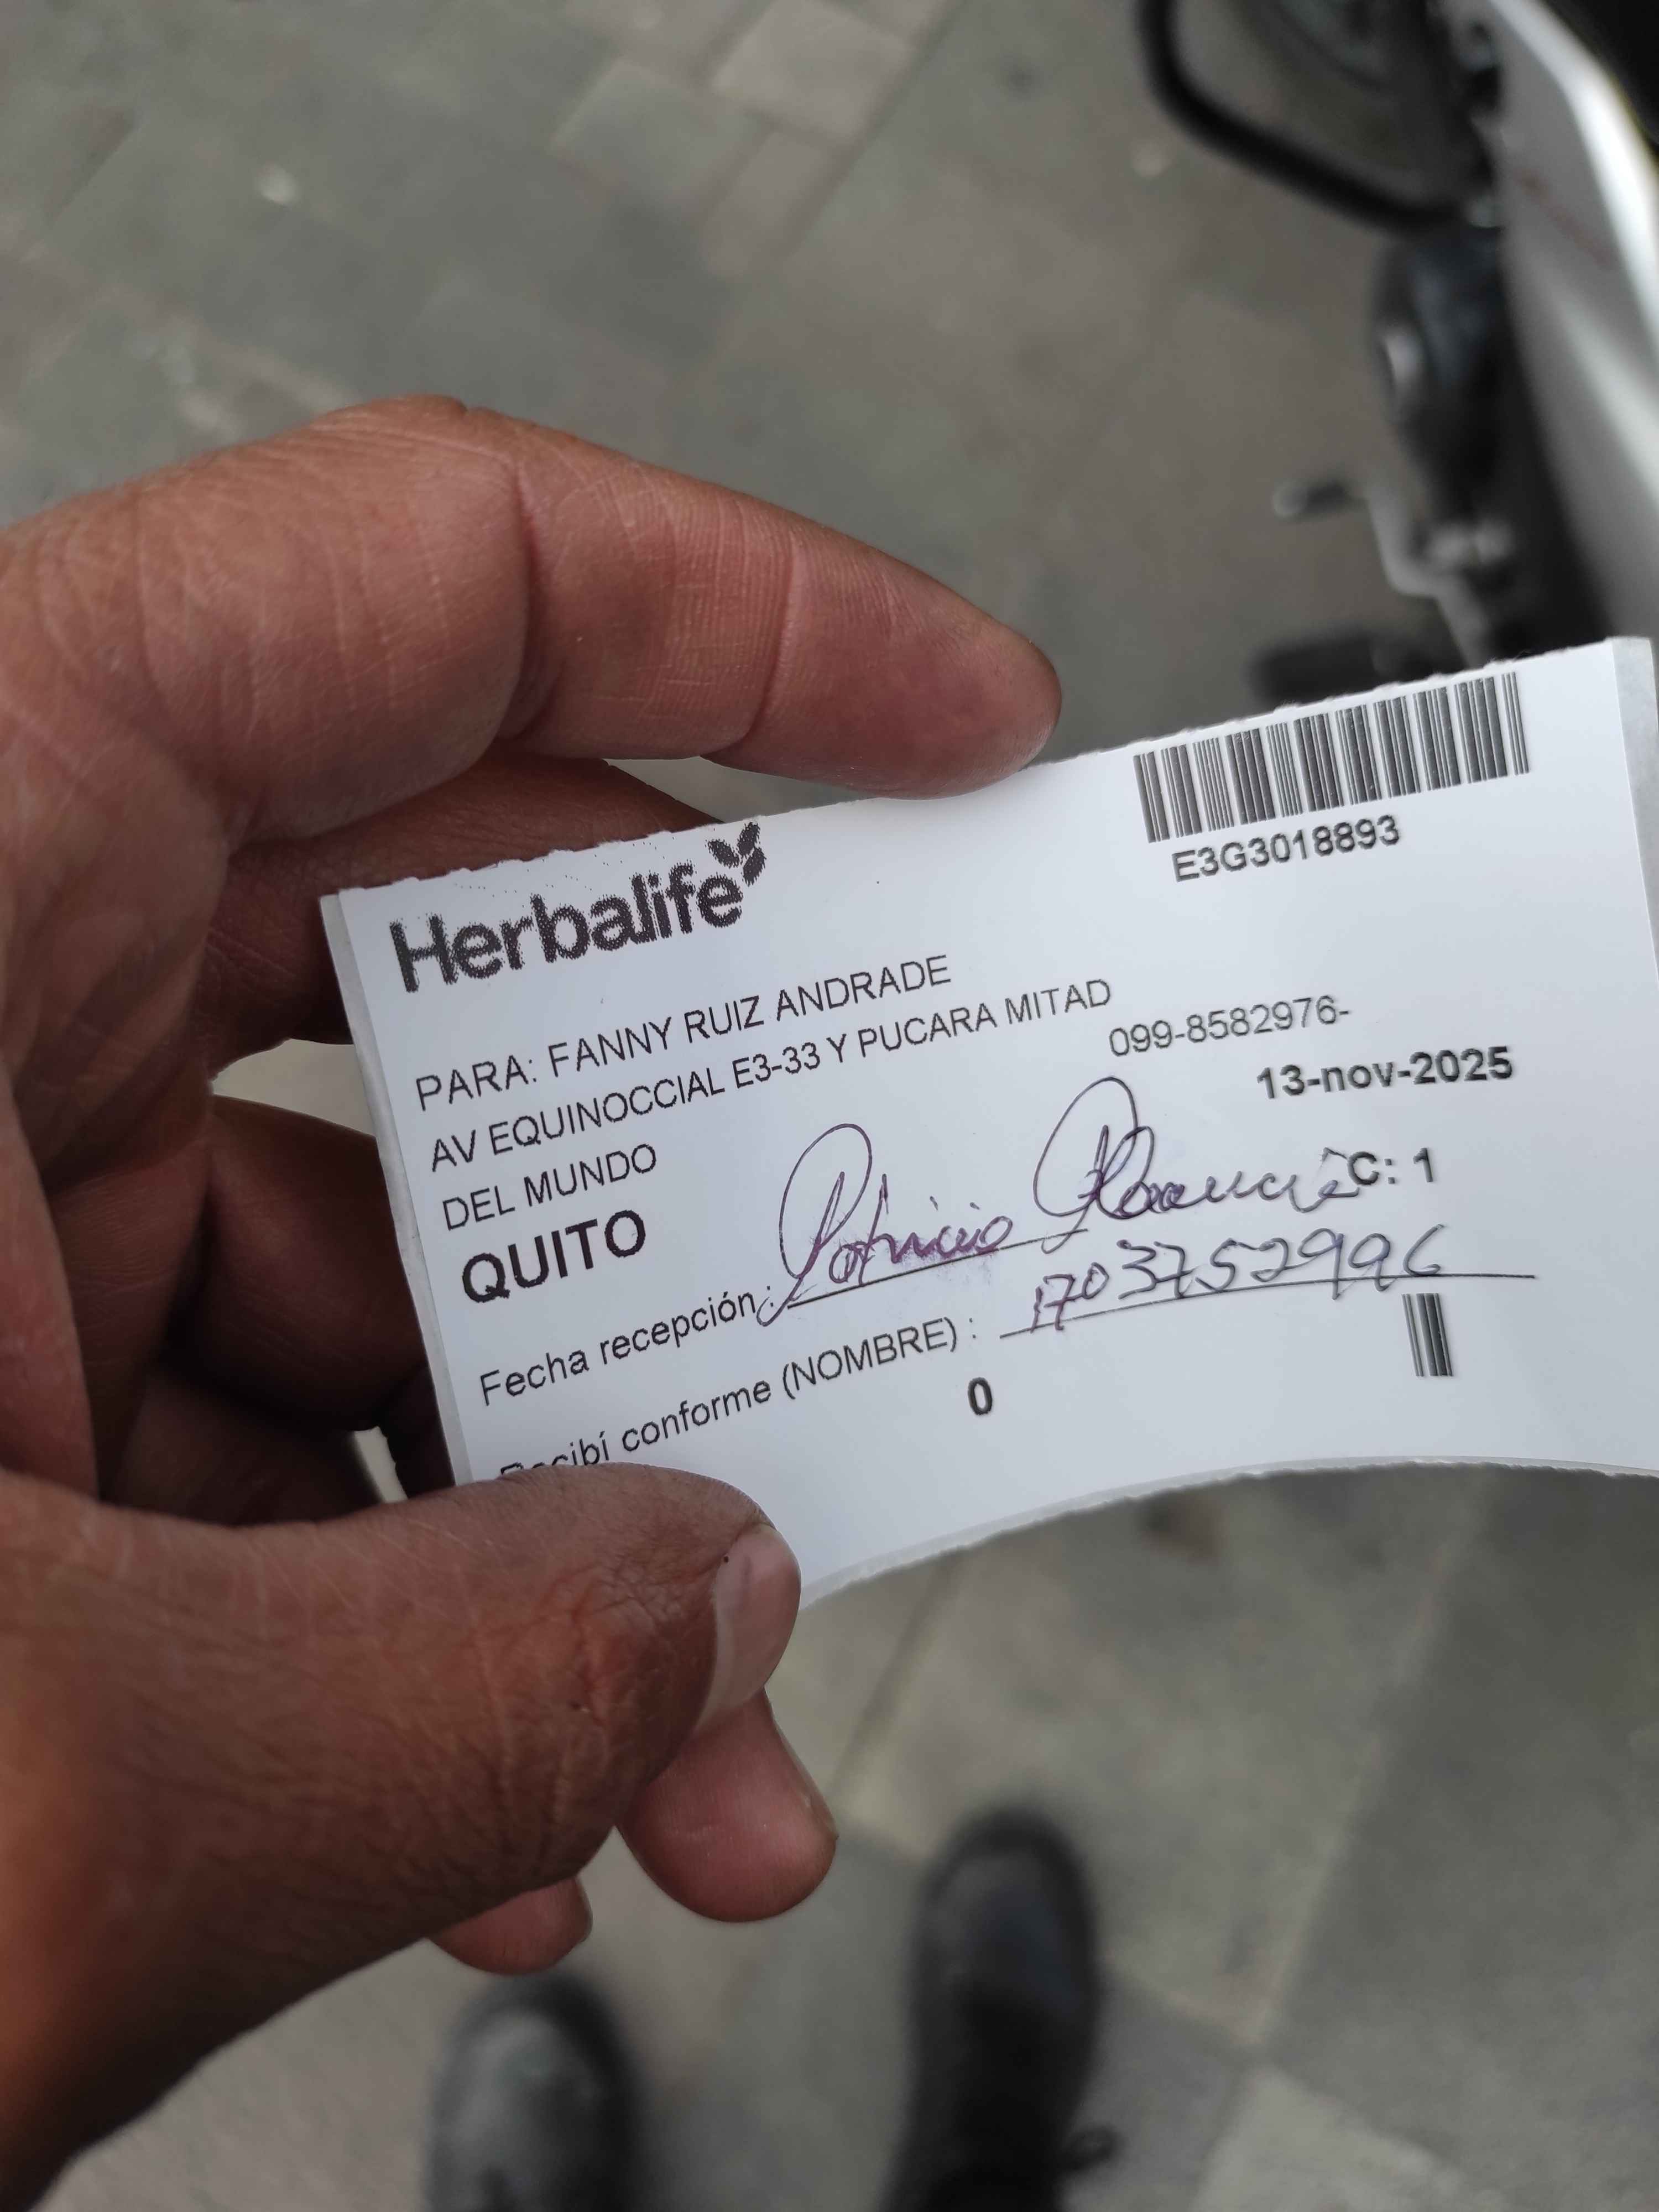 E3G3018893
Herbalife
PARA: FANNY RUIZ ANDRADE
AV EQUINOCCIAL E3-33 Y PUCARA MITAD
DEL MUNDO
099-8582976-
13-nov-2025
QUITO
C: 1
Fecha recepción: Patricio
conforme (NOMBRE) : 1703752996
0